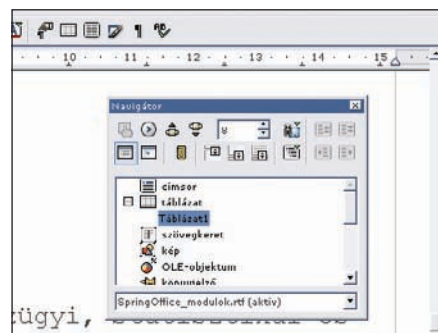 10 11 12 13 14 15
Navigátor
8
címsor
táblázat
Táblázat1
szövegkeret
kép
OLE-objektum
könyvjelző
SpringOffice_modulok.rtf (aktív)
ügyi,